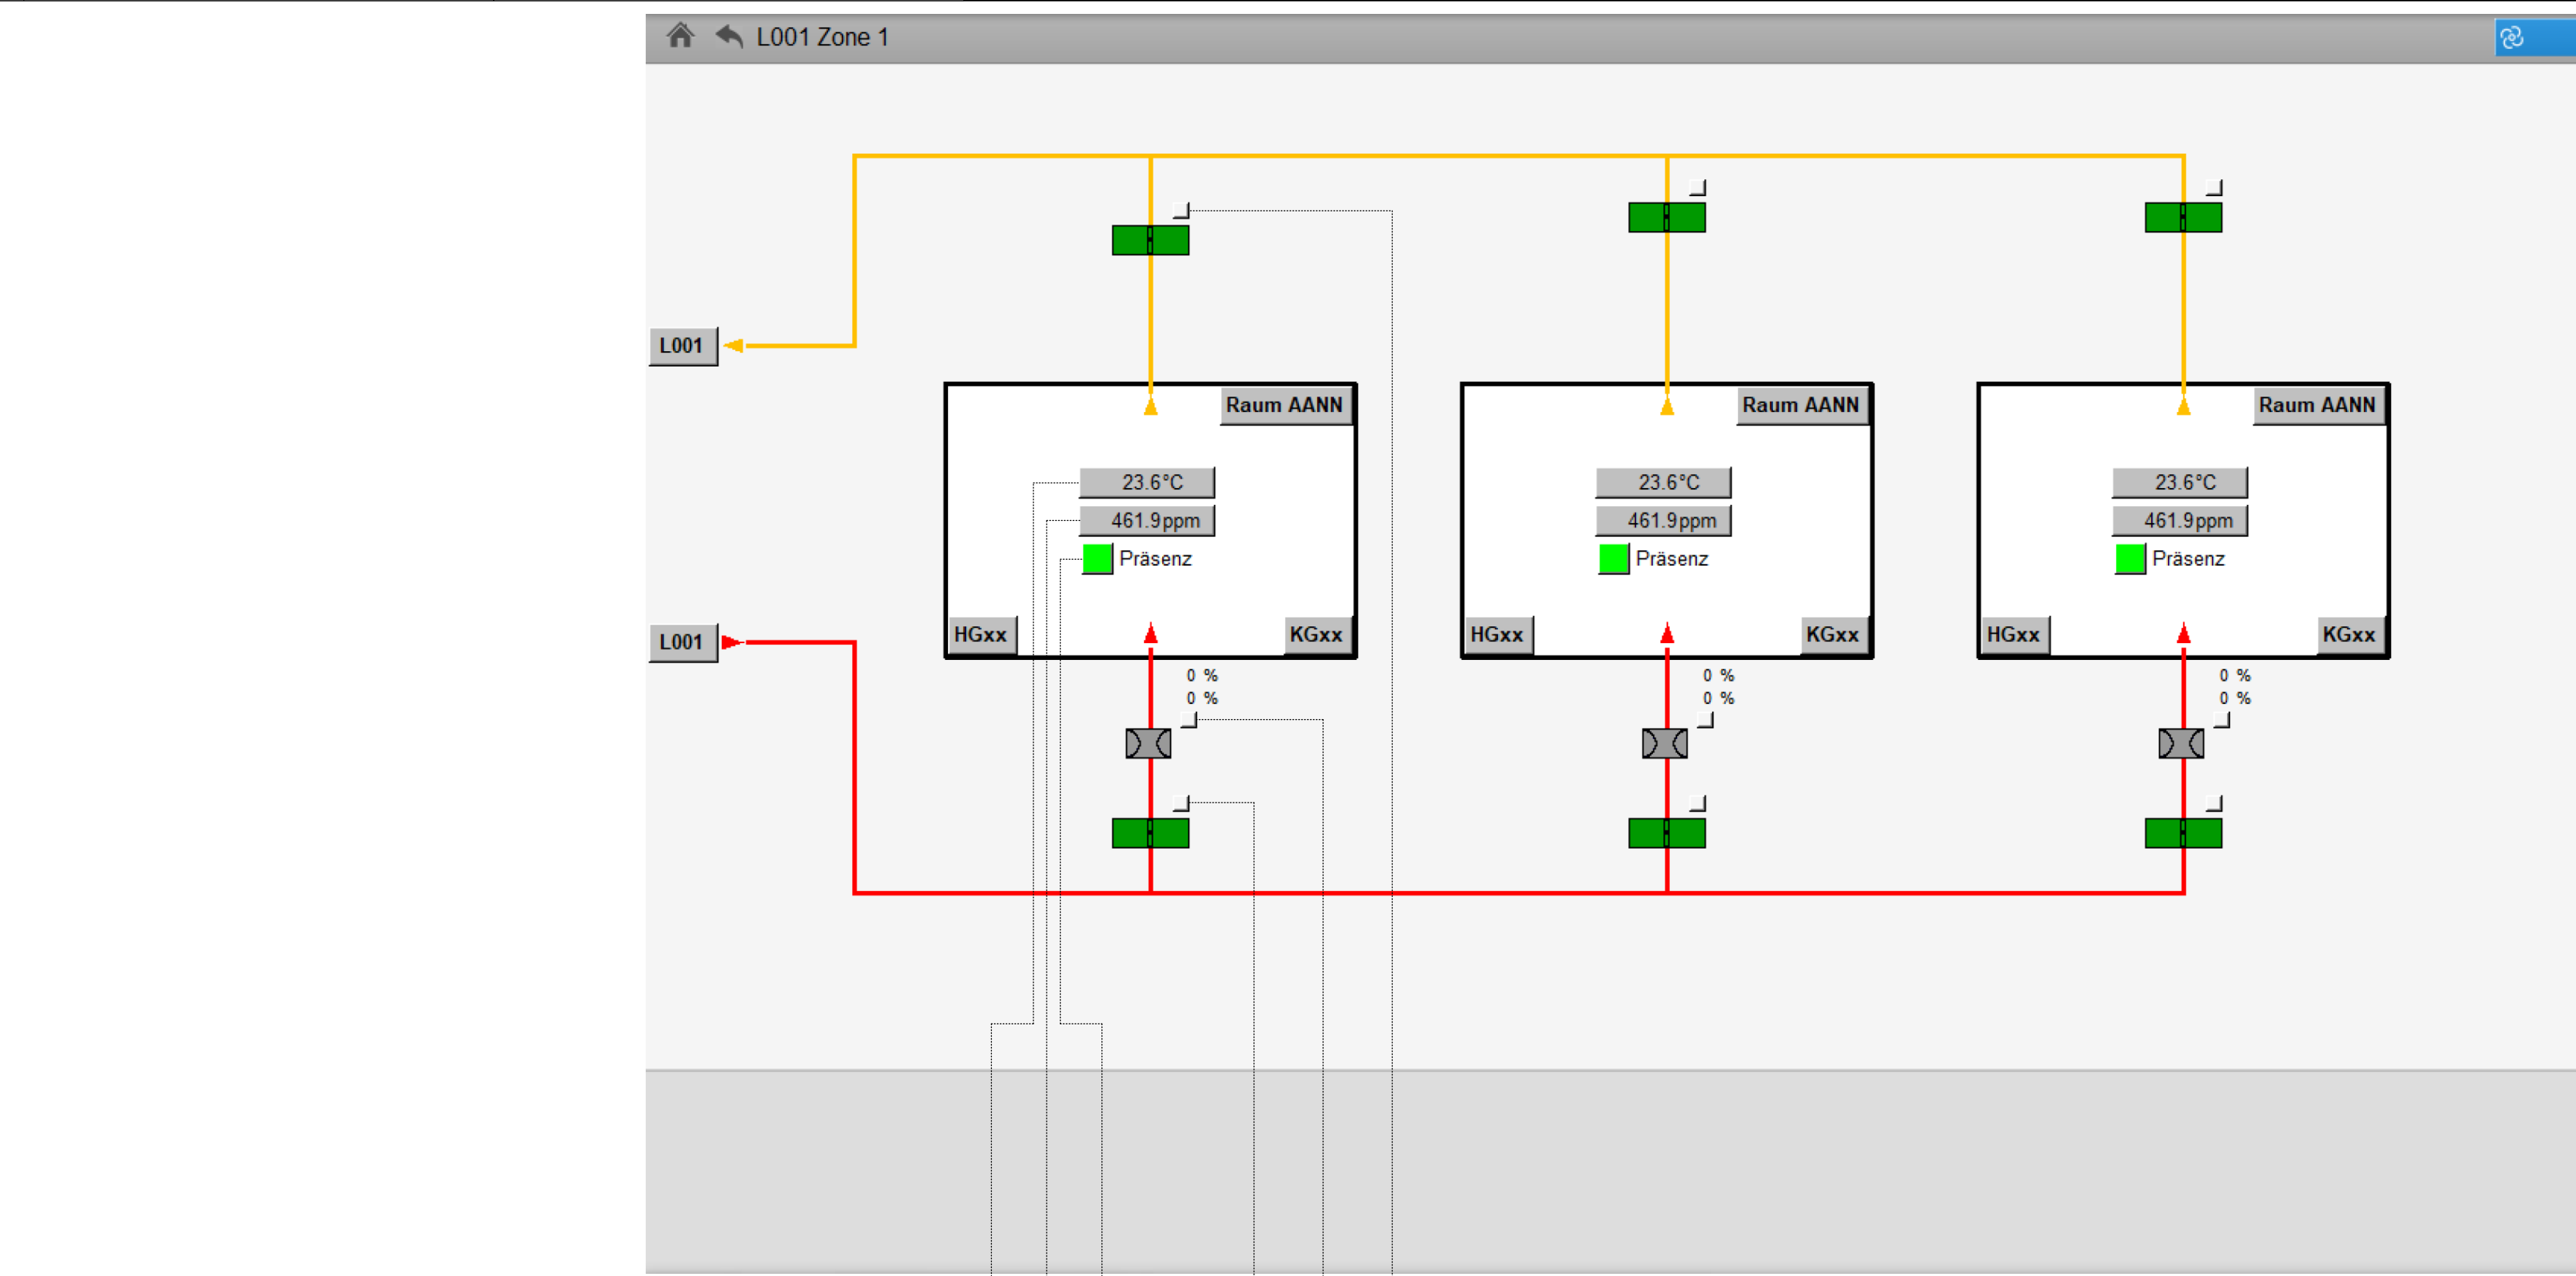 L001 Zone 1
L001
Raum AANN
Raum AANN
Raum AANN
23.6°C
23.6°C
23.6°C
461.9ppm
461.9ppm
461.9ppm
Präsenz
Präsenz
Präsenz
L001
HGxx
KGxx
HGxx
KGxx
HGxx
KGxx
0 %
0 %
0 %
0 %
0 %
0 %